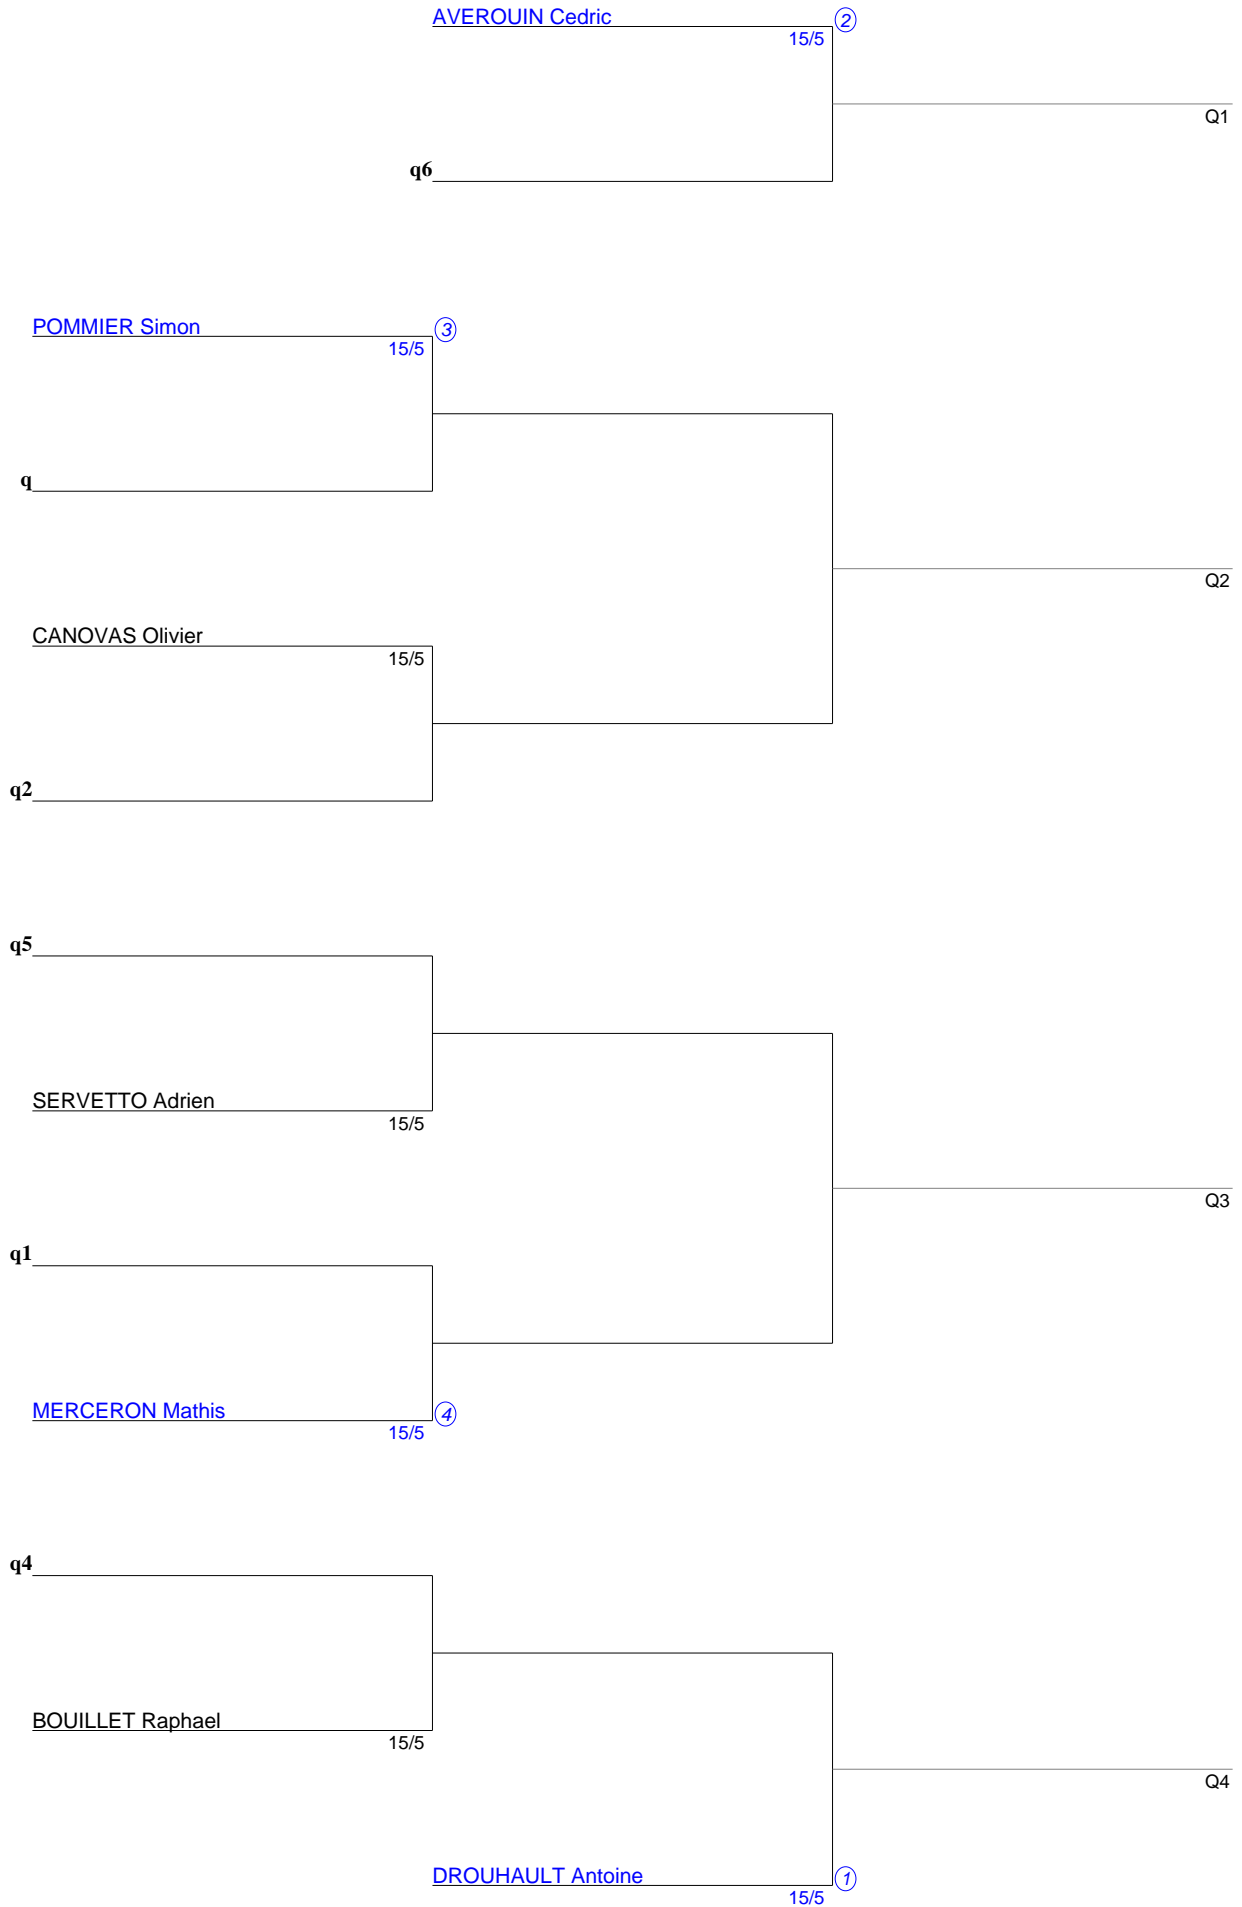 AVEROUIN Cedric 2
15/5
Q1
q6
POMMIER Simon 3
15/5
q
Q2
CANOVAS Olivier
15/5
q2
q5
SERVETTO Adrien
15/5
Q3
q1
MERCERON Mathis 4
15/5
q4
BOUILLET Raphael
15/5
Q4
DROUHAULT Antoine 1
15/5